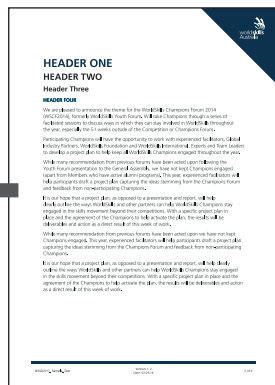 worldskills
Australia
HEADER ONE
HEADER TWO
Header Three
HEADER FOUR
We are pleased to announce the theme for the WorldSkills Champions Forum 2014
(WSCF2014), formerly WorldSkills Youth Forum. Will take Champions through a series of
facilitated sessions to discuss ways in which they can stay involved in WorldSkills throughout
the year, especially the 51 weeks outside of the Competition or Champions Forum.
Participating Champions will have the opportunity to work with experienced facilitators, Global
Industry Partners, WorldSkills Foundation and WorldSkills International, Experts and Team Leaders
to develop a project plan to help keep all WorldSkills Champions engaged throughout the year.
While many recommendation from previous forums have been acted upon following the
Youth Forum presentation to the General Assembly, we have not kept Champions engaged
(apart from Members who have active alumni programs). This year, experienced facilitators will
help participants draft a project plan capturing the ideas stemming from the Champions Forum
and feedback from non-participating Champions.
It is our hope that a project plan, as opposed to a presentation and report, will help
clearly outline the way WorldSkills and other partners can help WorldSkills Champions stay
engaged in the skills movement beyond their competitions. With a specific project plan in
place and the agreement of the Champions to help activate the plan, the results will be
deliverables and action as a direct result of this week of work.
While many recommendations from previous forums been acted upon we have not kept
Champions engaged. This year, experienced facilitators will help participants draft a project plan
capturing the ideas stemming from the Champions Forum and feedback from non-participating
Champions.
It is our hope that a project plan, as opposed to a presentation and report, will help clearly
outline the way WorldSkills and other partners can help WorldSkills Champions stay engaged
in the skills movement beyond their competitions. With a specific project plan in
place and the agreement of the Champions to help activate the plan, the results will be deliverables and action
as a direct result of this week of work.